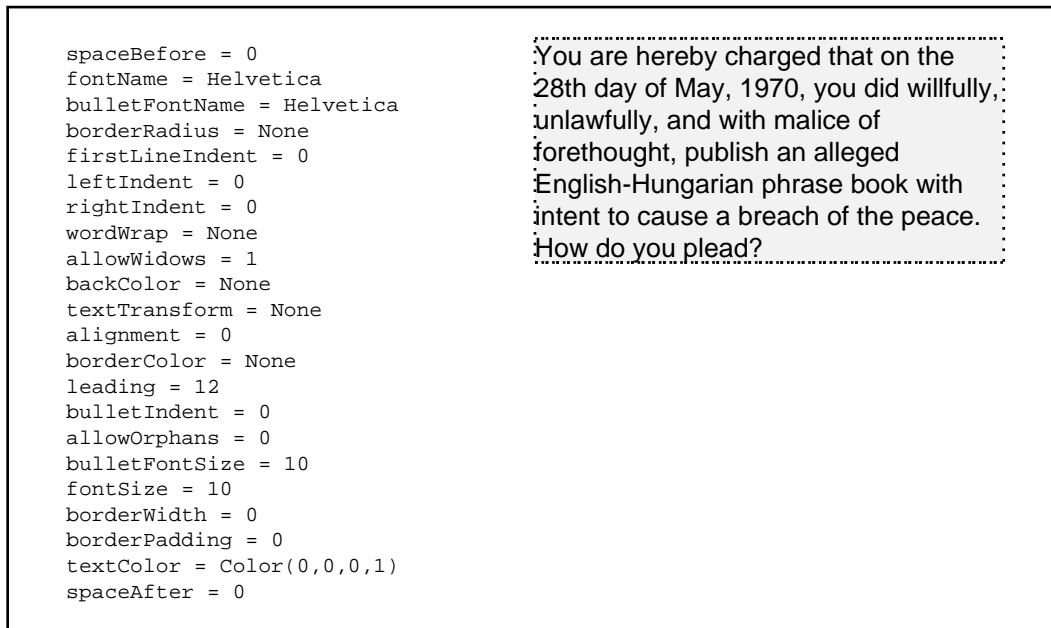 spaceBefore = 0
fontName = Helvetica
bulletFontName = Helvetica
borderRadius = None
firstLineIndent = 0
leftIndent = 0
rightIndent = 0
wordWrap = None
allowWidows = 1
backColor = None
textTransform = None
alignment = 0
borderColor = None
leading = 12
bulletIndent = 0
allowOrphans = 0
bulletFontSize = 10
fontSize = 10
borderWidth = 0
borderPadding = 0
textColor = Color(0,0,0,1)
spaceAfter = 0
You are hereby charged that on the
28th day of May, 1970, you did willfully,
unlawfully, and with malice of
forethought, publish an alleged
English-Hungarian phrase book with
intent to cause a breach of the peace.
How do you plead?